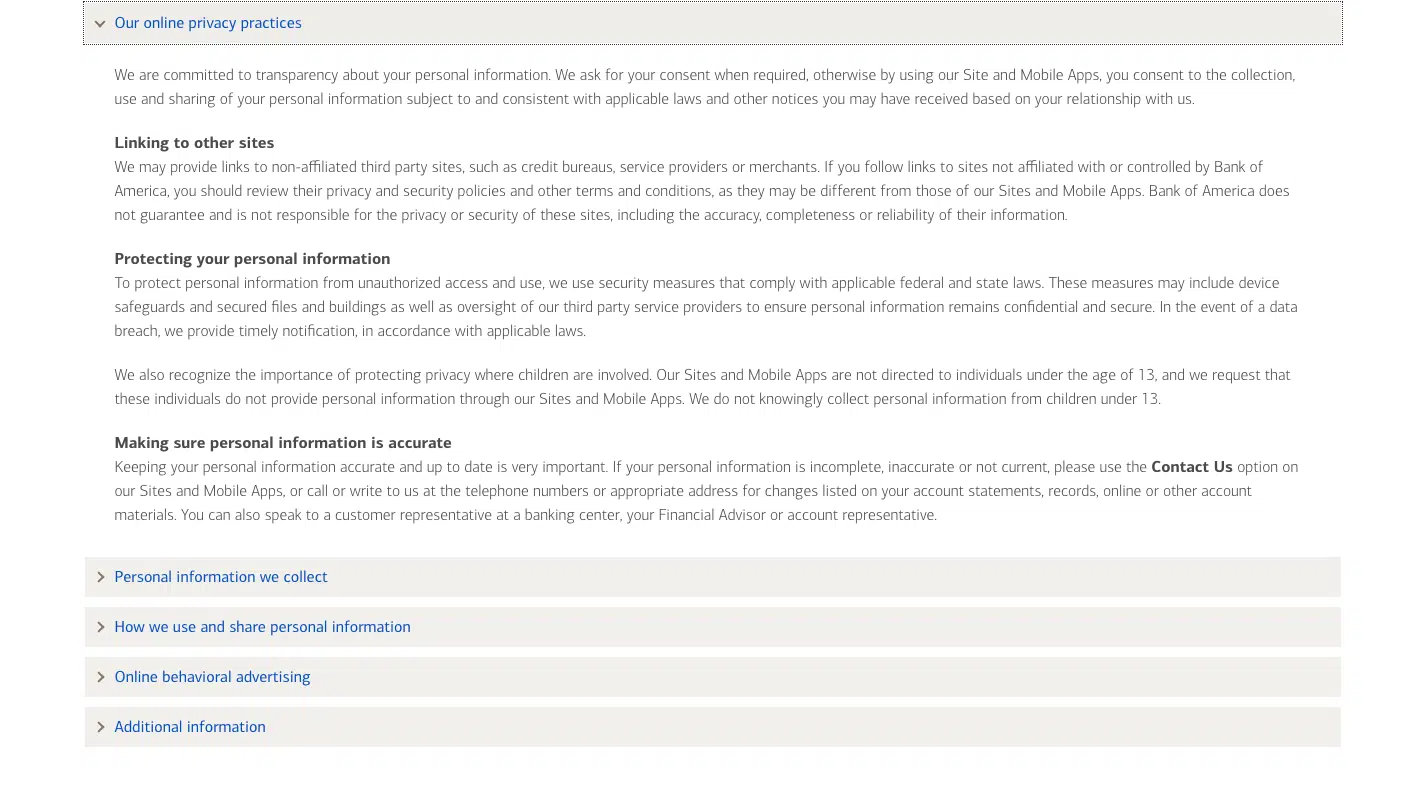 Our online privacy practices
We are committed to transparency about your personal information. We ask for your consent when required, otherwise by using our Site and Mobile Apps, you consent to the collection,
use and sharing of your personal information subject to and consistent with applicable laws and other notices you may have received based on your relationship with us.
Linking to other sites
We may provide links to non-affiliated third party sites, such as credit bureaus, service providers or merchants. If you follow links to sites not affiliated with or controlled by Bank of
America, you should review their privacy and security policies and other terms and conditions, as they may be different from those of our Sites and Mobile Apps. Bank of America does
not guarantee and is not responsible for the privacy or security of these sites, including the accuracy, completeness or reliability of their information.
Protecting your personal information
To protect personal information from unauthorized access and use, we use security measures that comply with applicable federal and state laws. These measures may include device
safeguards and secured files and buildings as well as oversight of our third party service providers to ensure personal information remains confidential and secure. In the event of a data
breach, we provide timely notification, in accordance with applicable laws.
We also recognize the importance of protecting privacy where children are involved. Our Sites and Mobile Apps are not directed to individuals under the age of 13, and we request that
these individuals do not provide personal information through our Sites and Mobile Apps. We do not knowingly collect personal information from children under 13.
Making sure personal information is accurate
Keeping your personal information accurate and up to date is very important. If your personal information is incomplete, inaccurate or not current, please use the Contact Us option on
our Sites and Mobile Apps, or call or write to us at the telephone numbers or appropriate address for changes listed on your account statements, records, online or other account
materials. You can also speak to a customer representative at a banking center, your Financial Advisor or account representative.
Personal information we collect
How we use and share personal information
Online behavioral advertising
Additional information